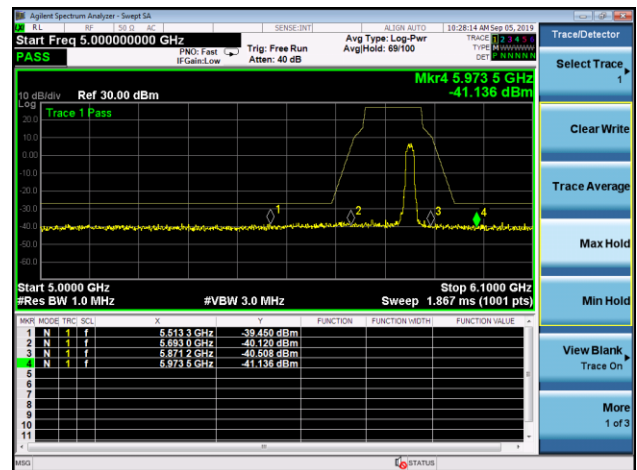 Agilent Spectrum Analyzer - Swept SA
RL RF 50 Ω AC SENSE:INT ALIGN AUTO 10:28:14 AM Sep 05, 2019
Start Freq 5.000000000 GHz
PNO: Fast
IFGain:Low
Trig: Free Run
Atten: 40 dB
Avg Type: Log-Pwr
Avg|Hold: 69/100
TRACE 1 2 3 4 5 6
TYPE MWWWWW
DET P NNNNN
PASS
Mkr4 5.973 5 GHz
-41.136 dBm
10 dB/div Ref 30.00 dBm
Log
Trace 1 Pass
20.0
10.0
0.00
-10.0
-20.0
-30.0
-40.0
-50.0
-60.0
1
2
3
4
Start 5.0000 GHz
Stop 6.1000 GHz
#Res BW 1.0 MHz #VBW 3.0 MHz Sweep 1.867 ms (1001 pts)
MKR MODE TRC SCL X Y FUNCTION FUNCTION WIDTH FUNCTION VALUE
1 N 1 f 5.513 3 GHz -39.450 dBm
2 N 1 f 5.693 0 GHz -40.120 dBm
3 N 1 f 5.871 2 GHz -40.508 dBm
4 N 1 f 5.973 5 GHz -41.136 dBm
5
6
7
8
9
10
11
MSG STATUS
Trace/Detector
Select Trace
1
Clear Write
Trace Average
Max Hold
Min Hold
View Blank
Trace On
More
1 of 3